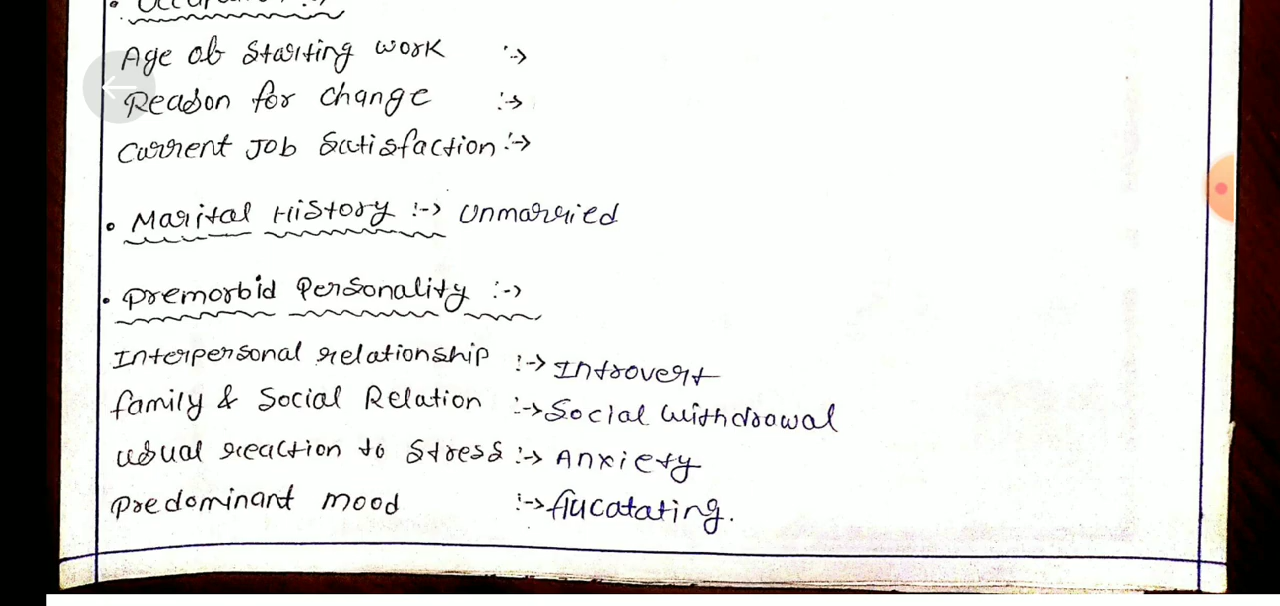 Age of Starting work :->
Reason for change :->
Current Job Satisfaction :->
• Marital History :-> Unmarried
• Premorbid Personality :->
Interpersonal relationship :-> Introvert
family & Social Relation :-> Social withdrawal
usual reaction to Stress :-> Anxiety
Predominant mood :-> flucatating.